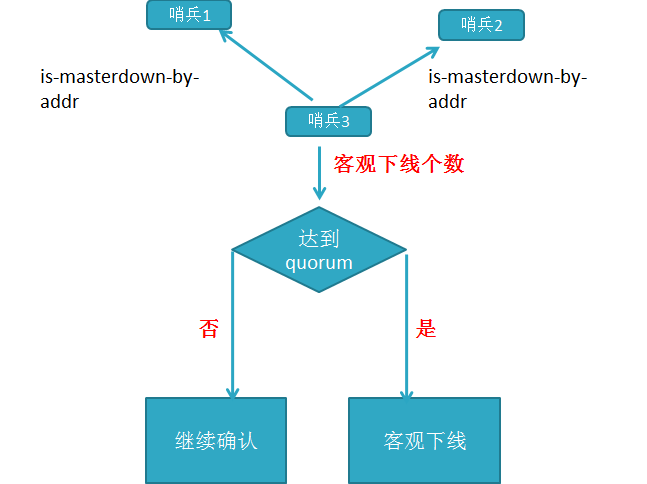 哨兵1
哨兵2
is-masterdown-by-
addr
is-masterdown-by-
addr
哨兵3
客观下线个数
达到
quorum
否
是
继续确认
客观下线